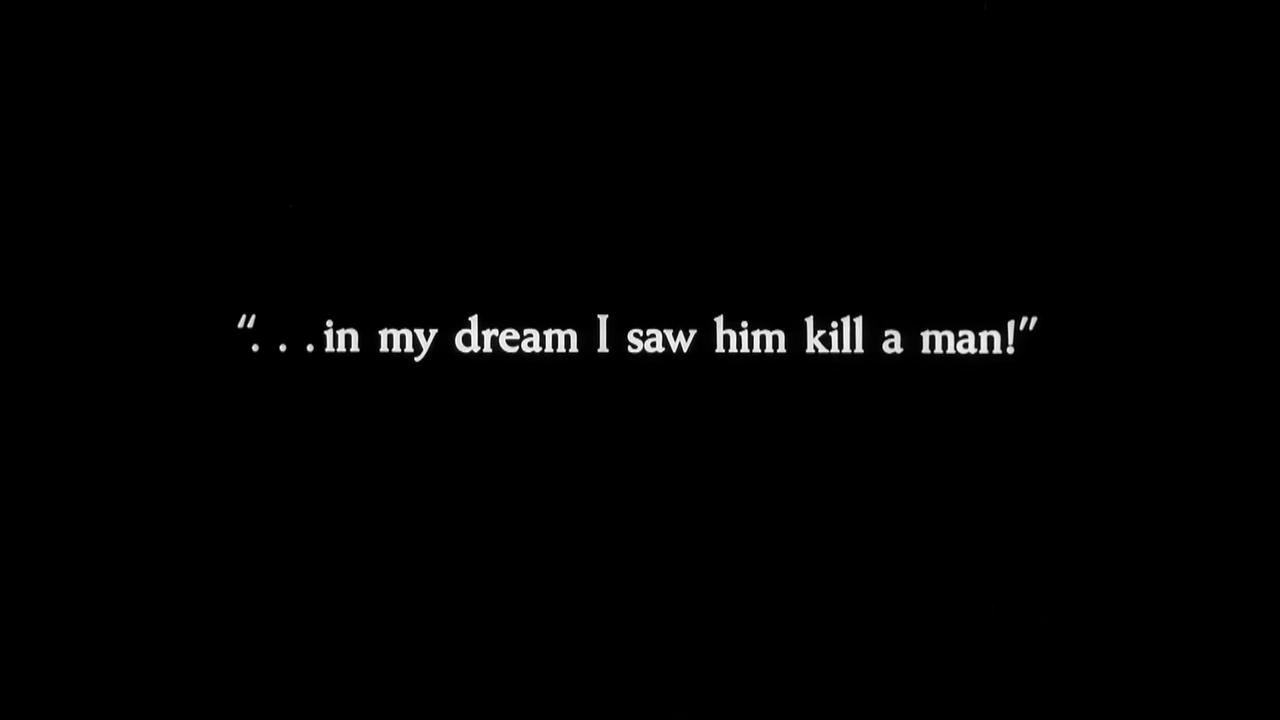 “. . . in my dream I saw him kill a man!”